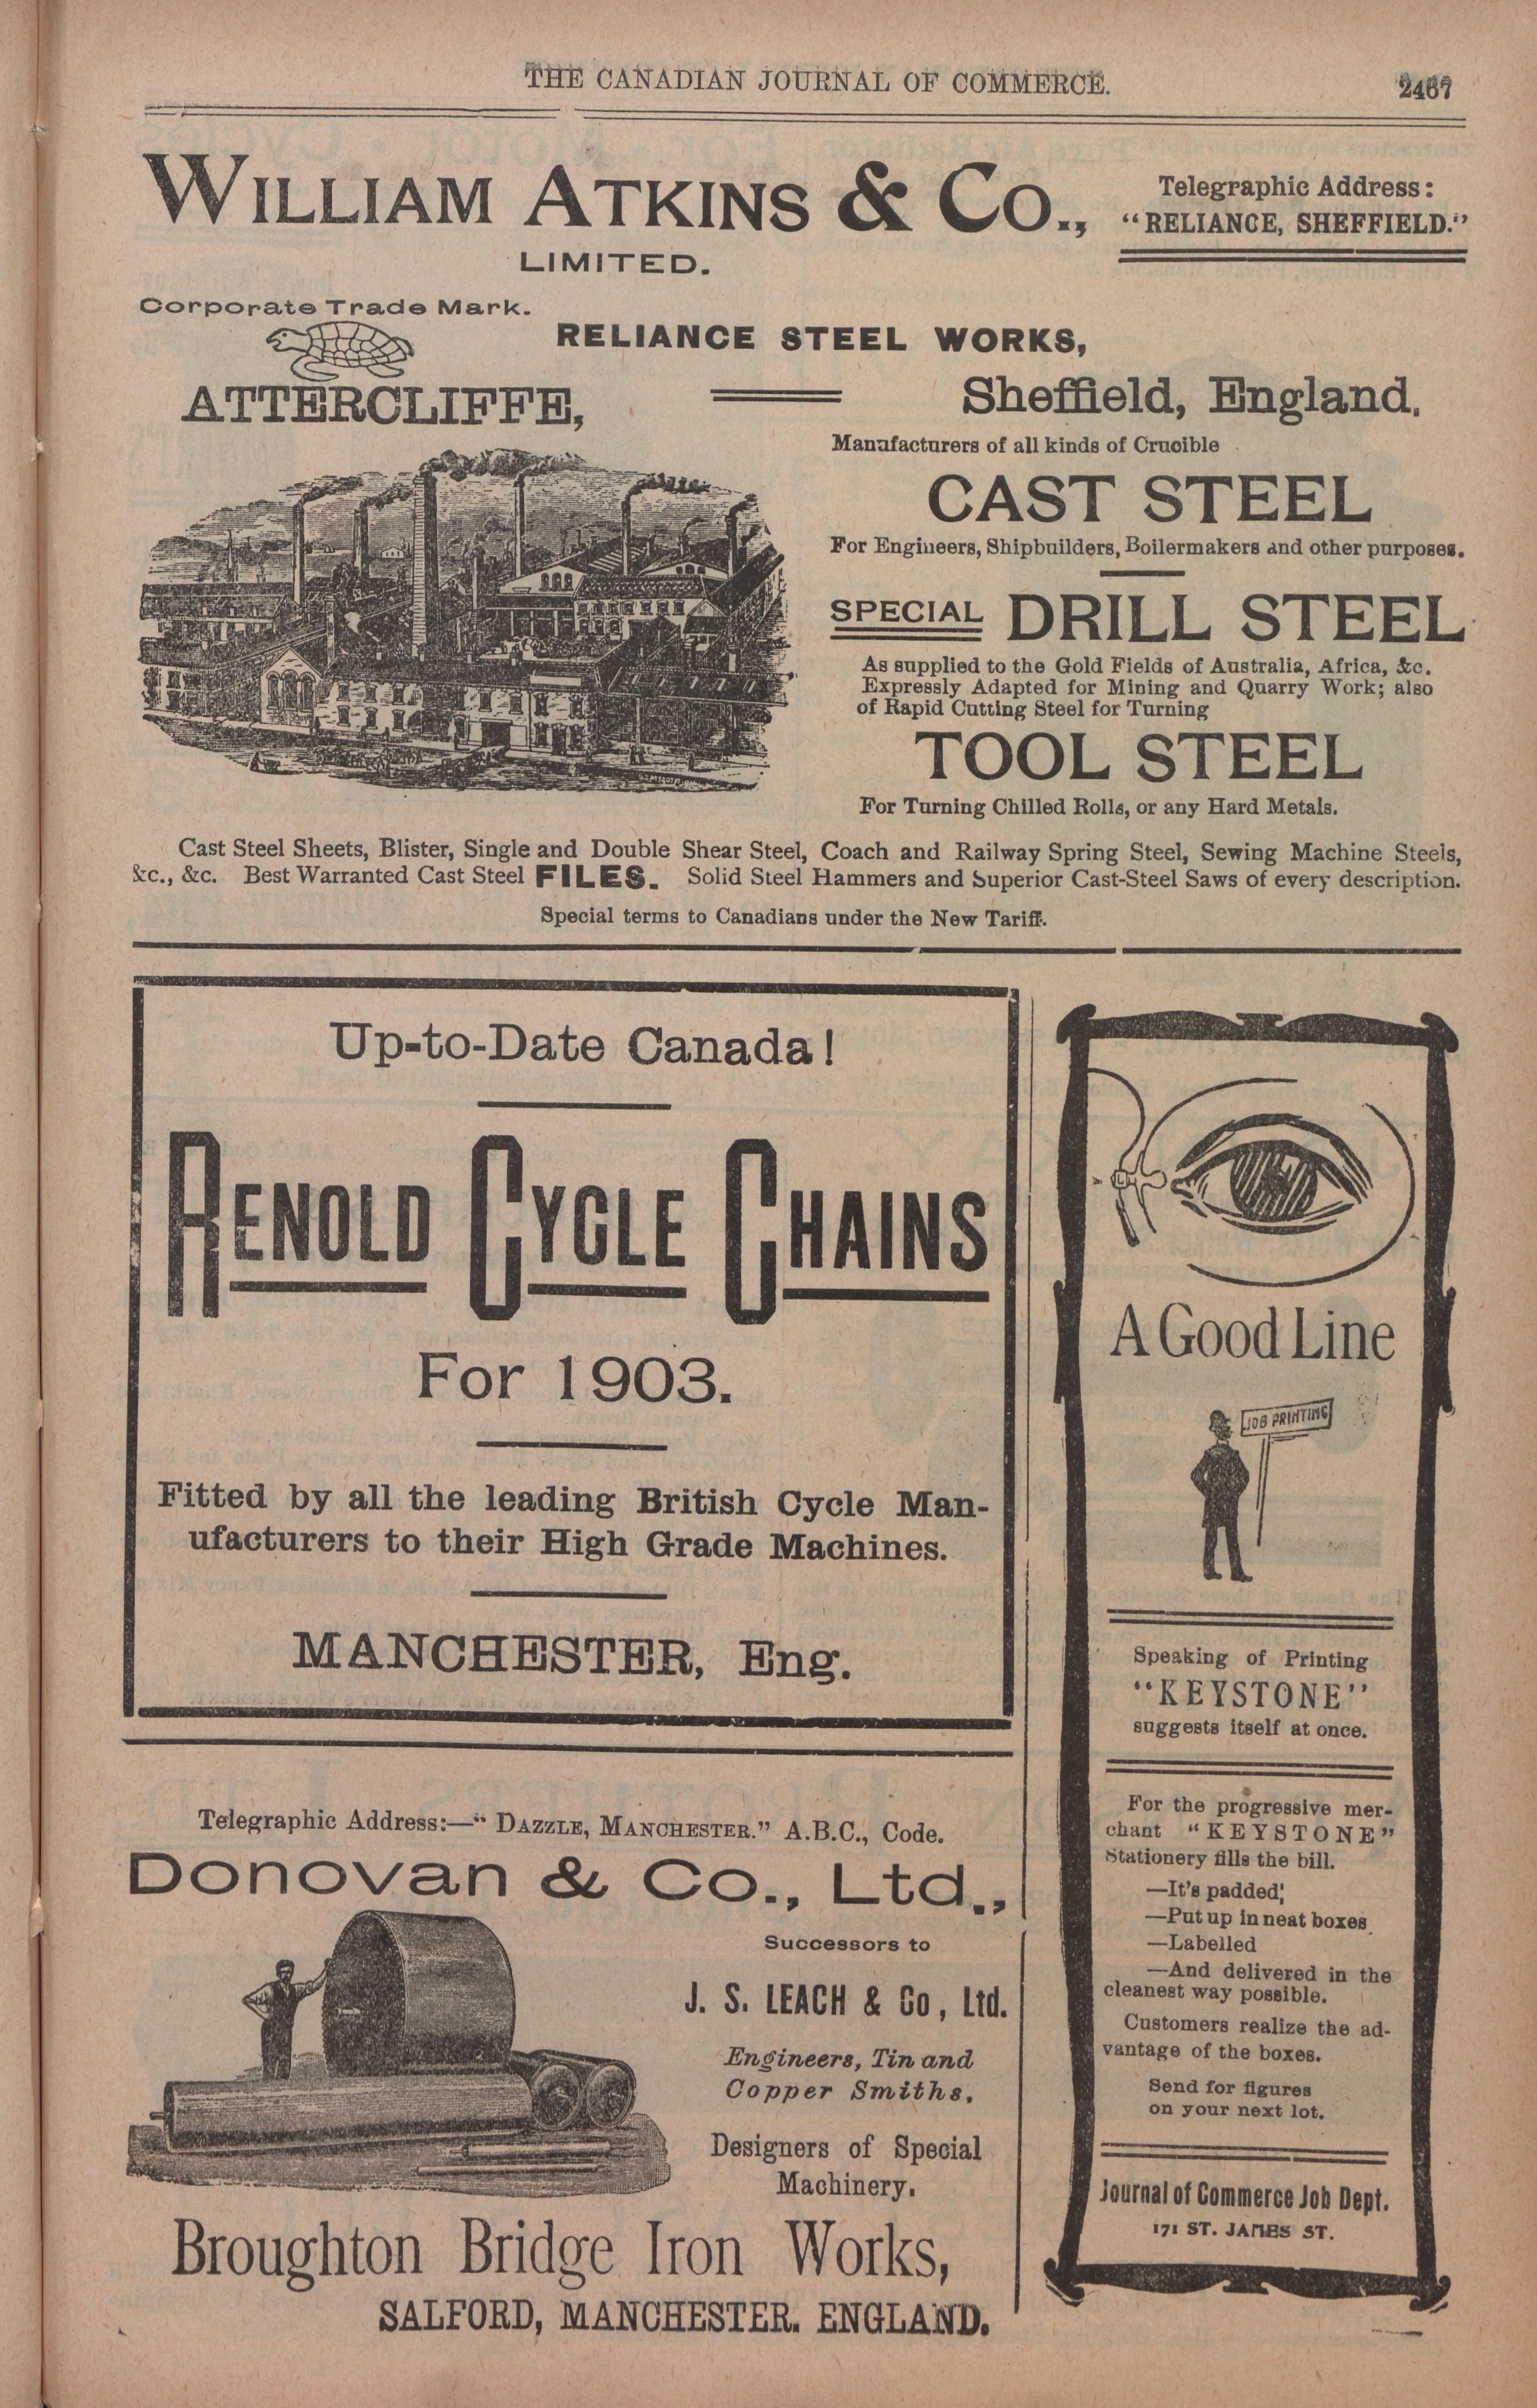 THE CANADIAN JOURNAL OF COMMERCE.
2467
WILLIAM ATKINS & CO.,
LIMITED.
Telegraphic Address:
"RELIANCE, SHEFFIELD."
Corporate Trade Mark.
RELIANCE STEEL WORKS,
ATTERCLIFFE,
Sheffield, England.
Manufacturers of all kinds of Crucible
CAST STEEL
For Engineers, Shipbuilders, Boilermakers and other purposes.
SPECIAL DRILL STEEL
As supplied to the Gold Fields of Australia, Africa, &c.
Expressly Adapted for Mining and Quarry Work; also
of Rapid Cutting Steel for Turning
TOOL STEEL
For Turning Chilled Rolls, or any Hard Metals.
Cast Steel Sheets, Blister, Single and Double Shear Steel, Coach and Railway Spring Steel, Sewing Machine Steels,
&c., &c. Best Warranted Cast Steel FILES. Solid Steel Hammers and Superior Cast-Steel Saws of every description.
Special terms to Canadians under the New Tariff.
Up-to-Date Canada!
RENOLD CYCLE CHAINS
For 1903.
Fitted by all the leading British Cycle Man-
ufacturers to their High Grade Machines.
MANCHESTER, Eng.
Telegraphic Address:—"DAZZLE, MANCHESTER." A.B.C., Code.
Donovan & Co., Ltd.,
Successors to
J. S. LEACH & Co, Ltd.
Engineers, Tin and
Copper Smiths.
Designers of Special
Machinery.
Broughton Bridge Iron Works,
SALFORD, MANCHESTER. ENGLAND.
A Good Line
JOB PRINTING
Speaking of Printing
"KEYSTONE"
suggests itself at once.
For the progressive mer-
chant "KEYSTONE"
Stationery fills the bill.
—It's padded;
—Put up in neat boxes
—Labelled
—And delivered in the
cleanest way possible.
Customers realize the ad-
vantage of the boxes.
Send for figures
on your next lot.
Journal of Commerce Job Dept.
171 ST. JAMES ST.